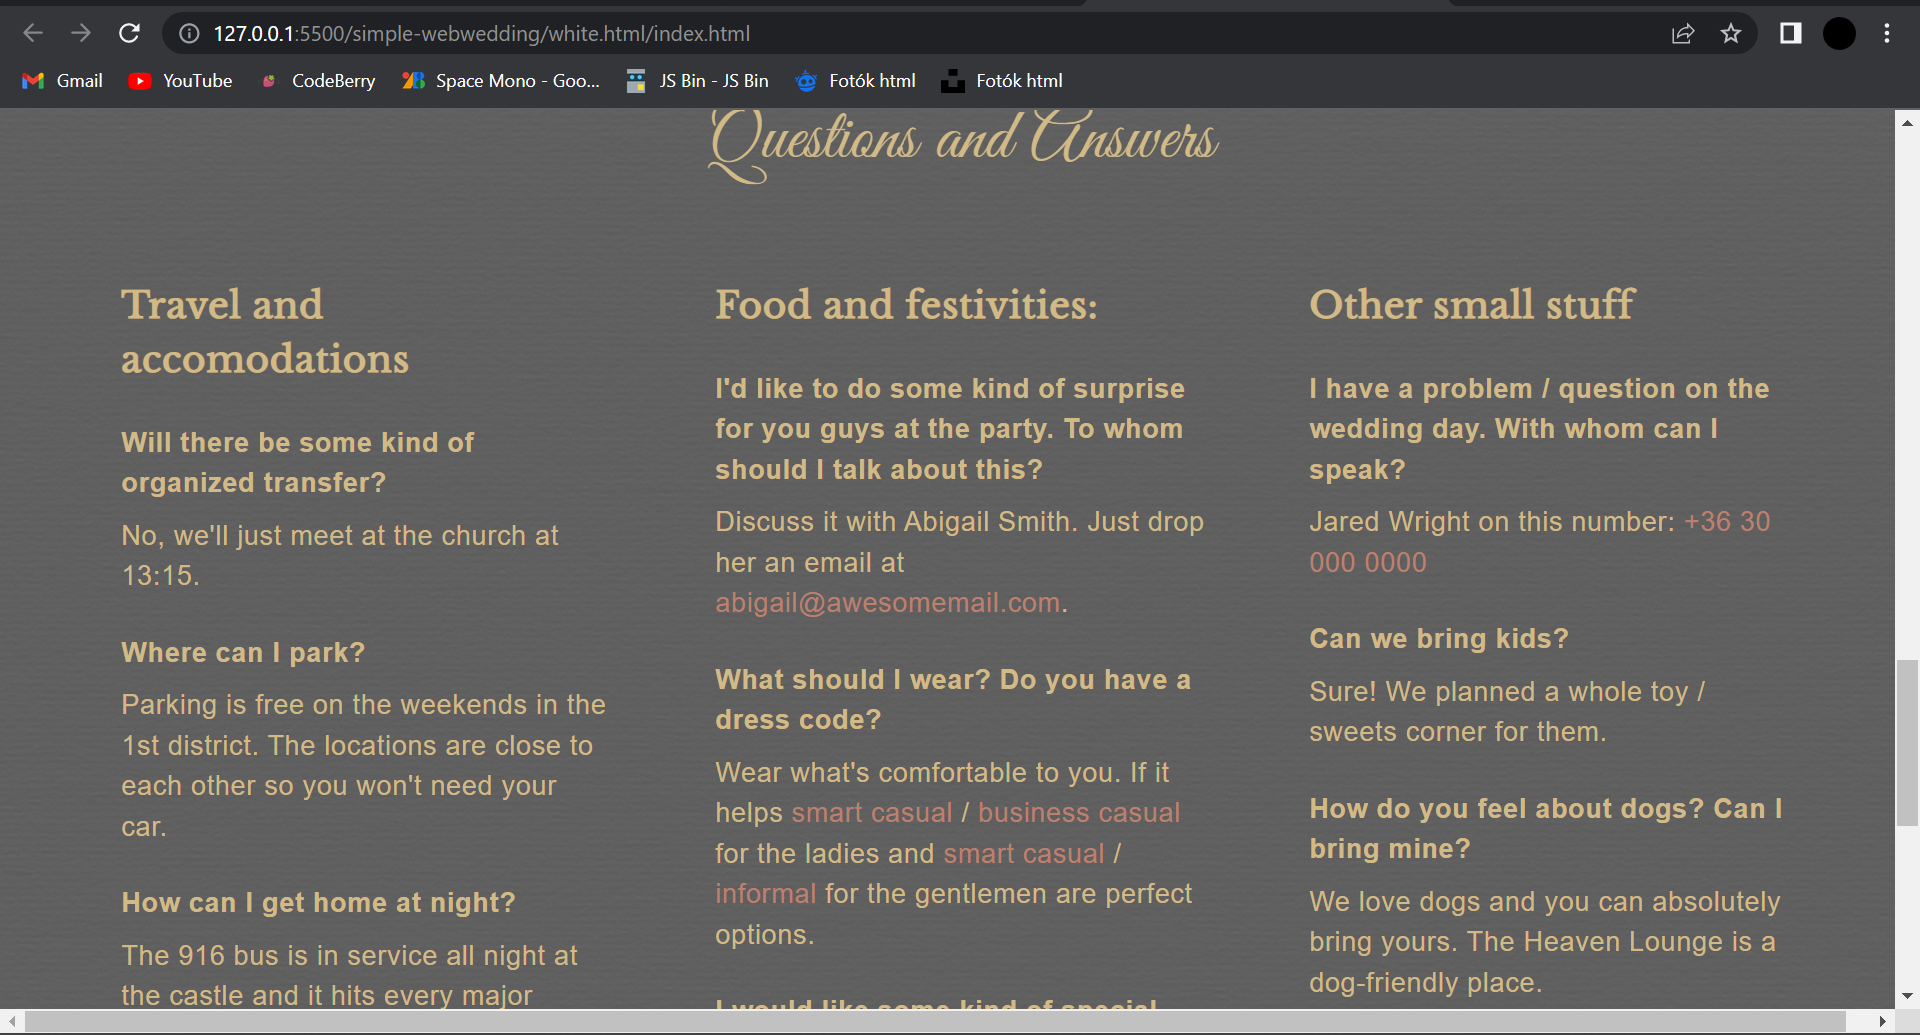 127.0.0.1:5500/simple-webwedding/white.html/index.html
Gmail YouTube CodeBerry Space Mono - Goo... JS Bin - JS Bin Fotók html Fotók html
Questions and Answers
Travel and
accomodations
Will there be some kind of
organized transfer?
No, we'll just meet at the church at
13:15.
Where can I park?
Parking is free on the weekends in the
1st district. The locations are close to
each other so you won't need your
car.
How can I get home at night?
The 916 bus is in service all night at
the castle and it hits every major
Food and festivities:
I'd like to do some kind of surprise
for you guys at the party. To whom
should I talk about this?
Discuss it with Abigail Smith. Just drop
her an email at
abigail@awesomemail.com.
What should I wear? Do you have a
dress code?
Wear what's comfortable to you. If it
helps smart casual / business casual
for the ladies and smart casual /
informal for the gentlemen are perfect
options.
I would like some kind of special
Other small stuff
I have a problem / question on the
wedding day. With whom can I
speak?
Jared Wright on this number: +36 30
000 0000
Can we bring kids?
Sure! We planned a whole toy /
sweets corner for them.
How do you feel about dogs? Can I
bring mine?
We love dogs and you can absolutely
bring yours. The Heaven Lounge is a
dog-friendly place.